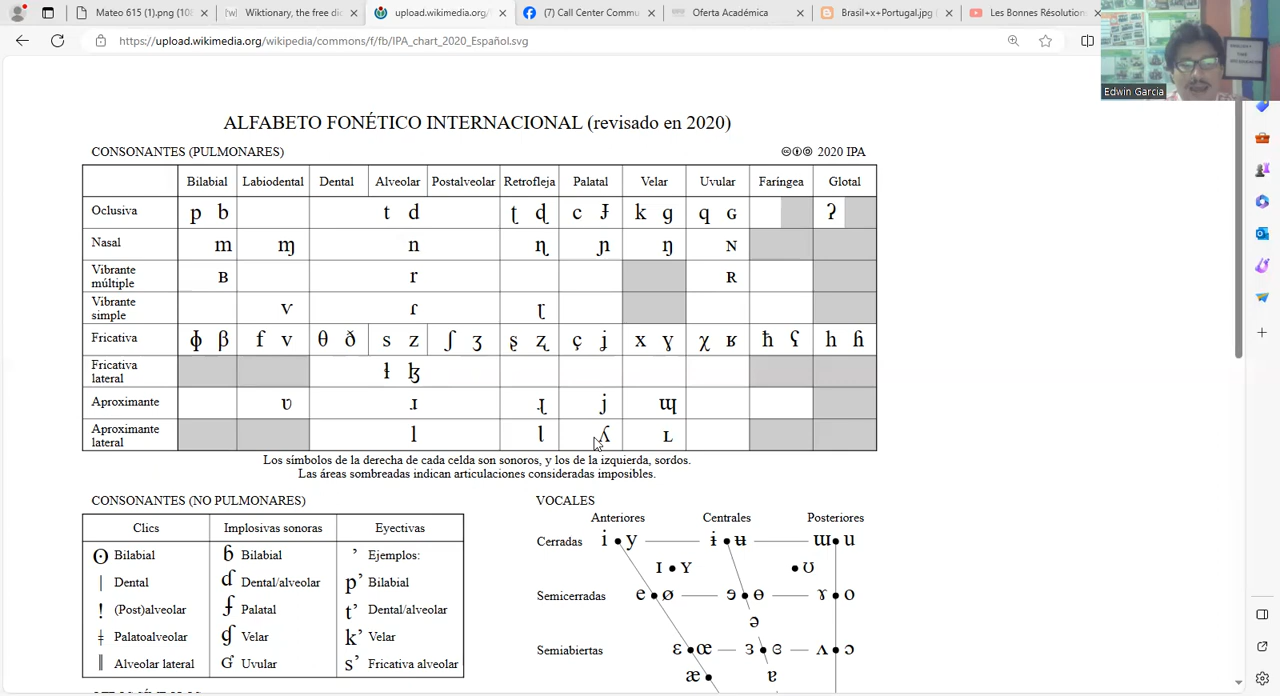 Mateo 615 (1).png (10
Wiktionary, the free di
upload.wikimedia.org/
(7) Call Center Commu
Oferta Académica
Brasil+x+Portugal.jpg (
Les Bonnes Résolution
https://upload.wikimedia.org/wikipedia/commons/f/fb/IPA_chart_2020_Español.svg
Edwin Garcia
ALFABETO FONÉTICO INTERNACIONAL (revisado en 2020)
CONSONANTES (PULMONARES) 2020 IPA
Bilabial Labiodental Dental Alveolar Postalveolar Retrofleja Palatal Velar Uvular Faríngea Glotal
Oclusiva p b t d ʈ ɖ c ɟ k ɡ q ɢ ʔ
Nasal m ɱ n ɳ ɲ ŋ ɴ
Vibrante múltiple ʙ r ʀ
Vibrante simple ⱱ ɾ ɽ
Fricativa ɸ β f v θ ð s z ʃ ʒ ʂ ʐ ç ʝ x ɣ χ ʁ ħ ʕ h ɦ
Fricativa lateral ɬ ɮ
Aproximante ʋ ɹ ɻ j ɰ
Aproximante lateral l ɭ ʎ ʟ
Los símbolos de la derecha de cada celda son sonoros, y los de la izquierda, sordos.
Las áreas sombreadas indican articulaciones consideradas imposibles.
CONSONANTES (NO PULMONARES)
Clics Implosivas sonoras Eyectivas
ʘ Bilabial ɓ Bilabial ʼ Ejemplos:
ǀ Dental ɗ Dental/alveolar pʼ Bilabial
ǃ (Post)alveolar ʄ Palatal tʼ Dental/alveolar
ǂ Palatoalveolar ɠ Velar kʼ Velar
ǁ Alveolar lateral ʛ Uvular sʼ Fricativa alveolar
VOCALES
Anteriores Centrales Posteriores
Cerradas i y ɨ ʉ ɯ u
ɪ ʏ ʊ
Semicerradas e ø ɘ ɵ ɤ o
ə
Semiabiertas ɛ œ ɜ ɞ ʌ ɔ
æ ɐ